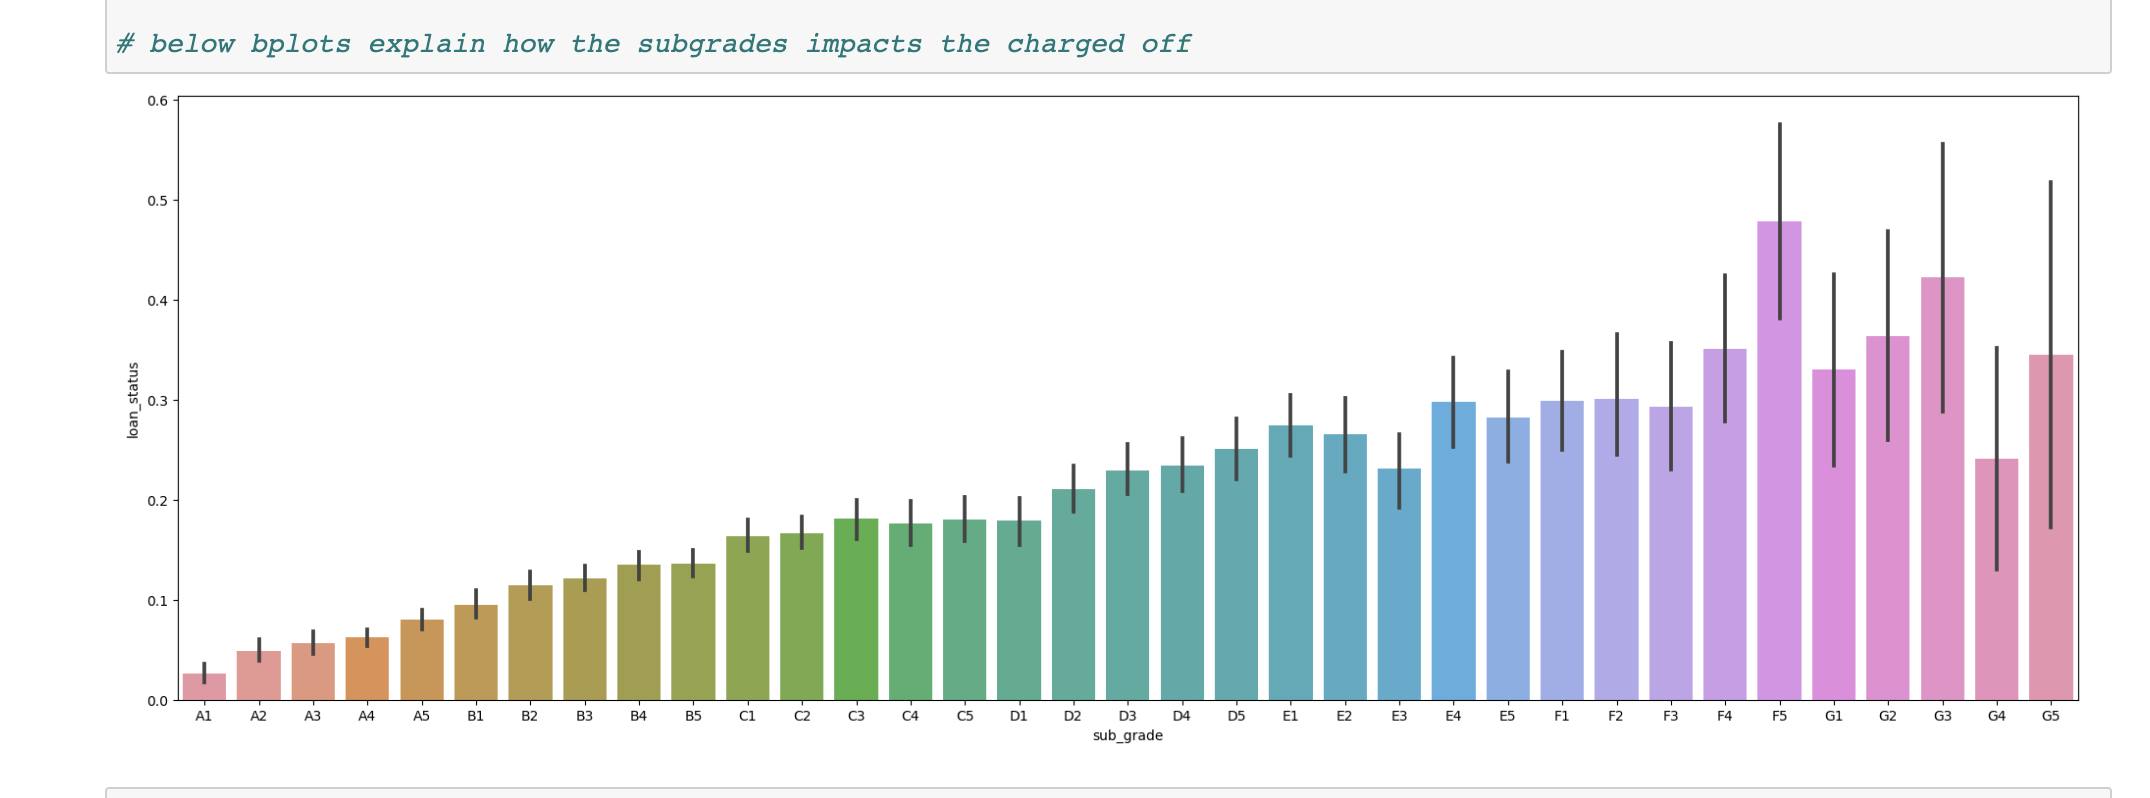 # below bplots explain how the subgrades impacts the charged off
0.6
0.5
0.4
0.3
0.2
0.1
0.0
loan_status
A1 A2 A3 A4 A5 B1 B2 B3 B4 B5 C1 C2 C3 C4 C5 D1 D2 D3 D4 D5 E1 E2 E3 E4 E5 F1 F2 F3 F4 F5 G1 G2 G3 G4 G5
sub_grade